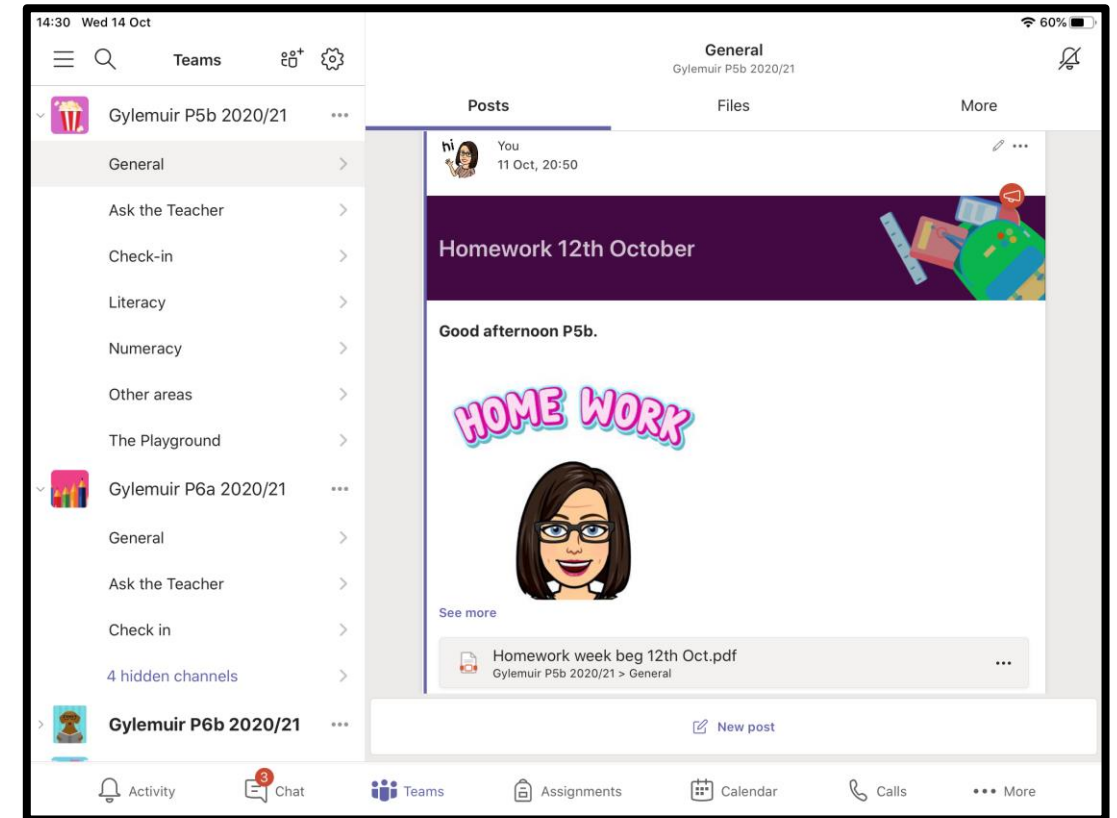 14:30 Wed 14 Oct
60%
Teams
Gylemuir P5b 2020/21
General
Ask the Teacher
Check-in
Literacy
Numeracy
Other areas
The Playground
Gylemuir P6a 2020/21
General
Ask the Teacher
Check in
4 hidden channels
Gylemuir P6b 2020/21
General
Gylemuir P5b 2020/21
Posts Files More
hi
You
11 Oct, 20:50
Homework 12th October
Good afternoon P5b.
HOME WORK
See more
Homework week beg 12th Oct.pdf
Gylemuir P5b 2020/21 > General
New post
Activity 3 Chat Teams Assignments Calendar Calls More